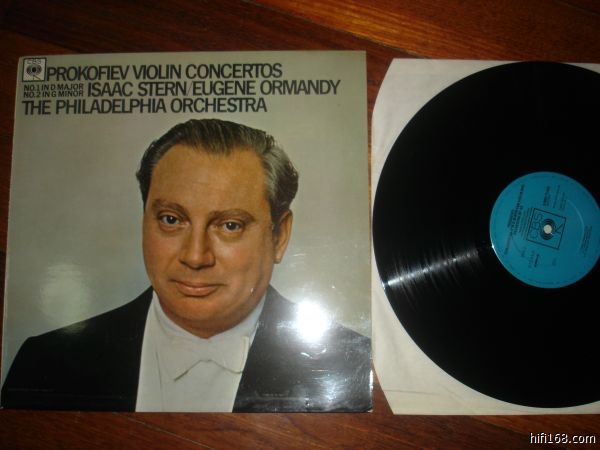 CBS
PROKOFIEV VIOLIN CONCERTOS
NO.1 IN D MAJOR
NO.2 IN G MINOR
ISAAC STERN/EUGENE ORMANDY
THE PHILADELPHIA ORCHESTRA
CBS
hifi168.com